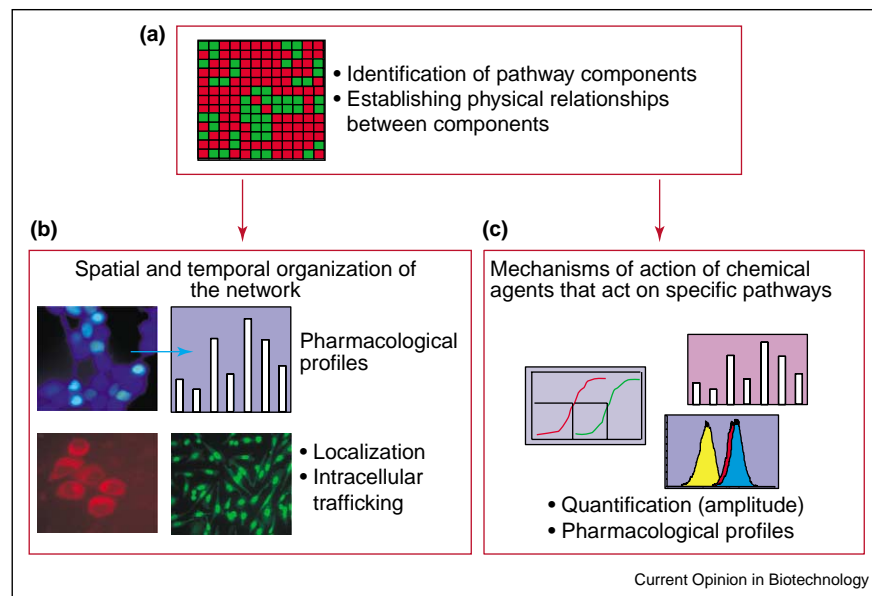 (a)
• Identification of pathway components
• Establishing physical relationships
between components
(b)
Spatial and temporal organization of
the network
Pharmacological
profiles
• Localization
• Intracellular
trafficking
(c)
Mechanisms of action of chemical
agents that act on specific pathways
• Quantification (amplitude)
• Pharmacological profiles
Current Opinion in Biotechnology